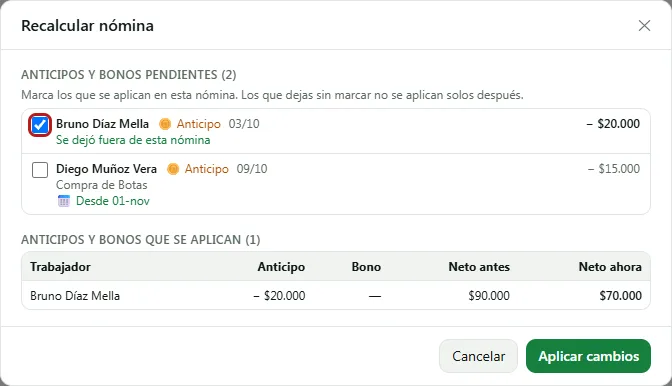 Recalcular nómina
ANTICIPOS Y BONOS PENDIENTES (2)
Marca los que se aplican en esta nómina. Los que dejas sin marcar no se aplican solos después.
Bruno Díaz Mella Anticipo 03/10 − $20.000
Se dejó fuera de esta nómina
Diego Muñoz Vera Anticipo 09/10 − $15.000
Compra de Botas
Desde 01-nov
ANTICIPOS Y BONOS QUE SE APLICAN (1)
Trabajador Anticipo Bono Neto antes Neto ahora
Bruno Díaz Mella − $20.000 — $90.000 $70.000
Cancelar Aplicar cambios